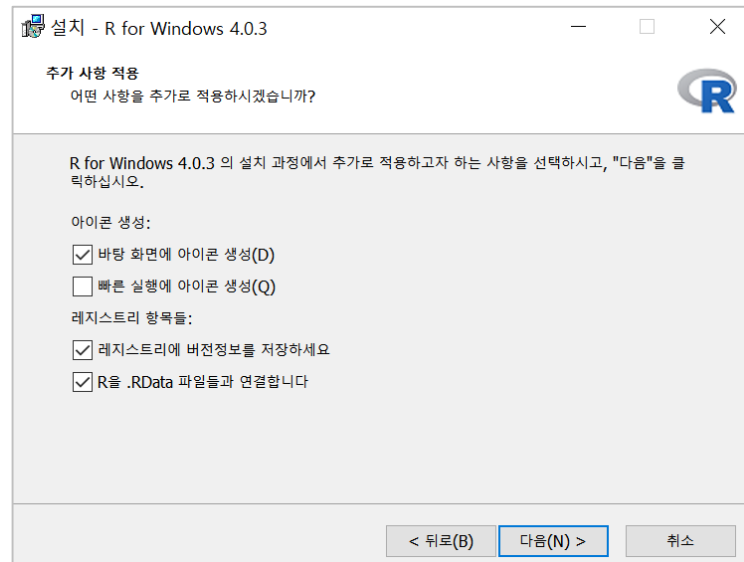 설치 - R for Windows 4.0.3
추가 사항 적용
어떤 사항을 추가로 적용하시겠습니까?
R
R for Windows 4.0.3 의 설치 과정에서 추가로 적용하고자 하는 사항을 선택하시고, "다음"을 클
릭하십시오.
아이콘 생성:
바탕 화면에 아이콘 생성(D)
빠른 실행에 아이콘 생성(Q)
레지스트리 항목들:
레지스트리에 버전정보를 저장하세요
R을 .RData 파일들과 연결합니다
< 뒤로(B) 다음(N) > 취소